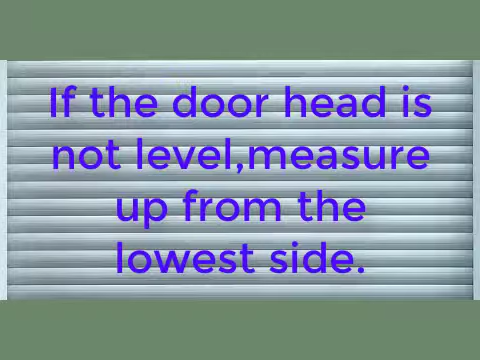 If the door head is
not level,measure
up from the
lowest side.